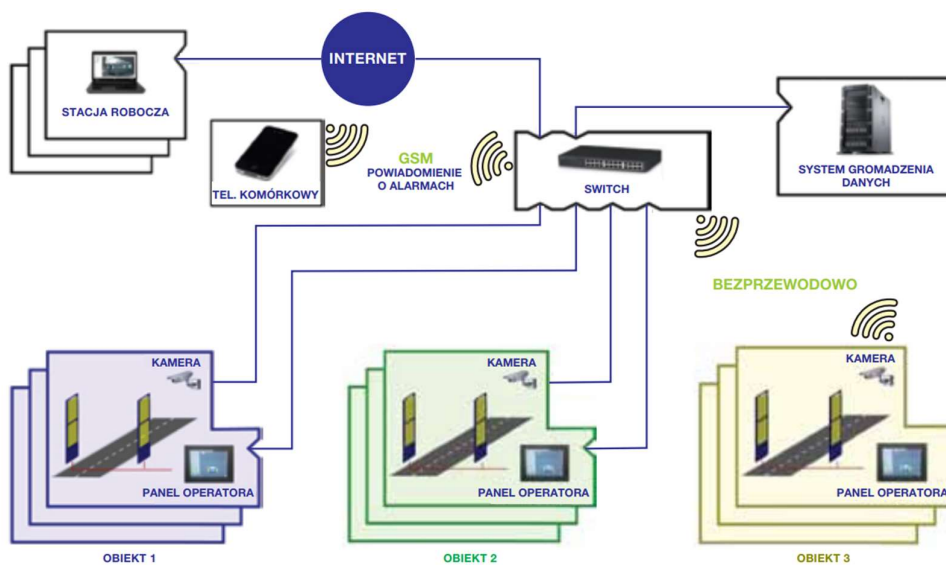 INTERNET
STACJA ROBOCZA
TEL. KOMÓRKOWY
GSM
POWIADOMIENIE
O ALARMACH
SWITCH
SYSTEM GROMADZENIA
DANYCH
BEZPRZEWODOWO
KAMERA
PANEL OPERATORA
OBIEKT 1
KAMERA
PANEL OPERATORA
OBIEKT 2
KAMERA
PANEL OPERATORA
OBIEKT 3